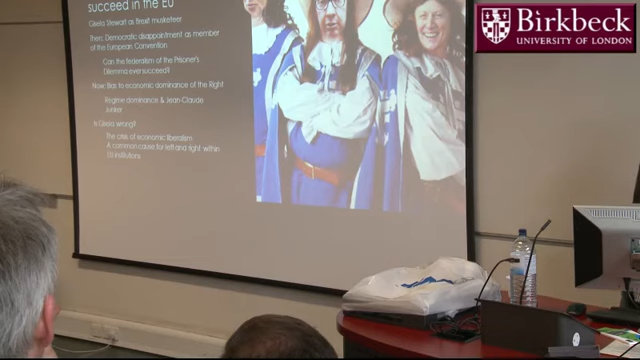 succeed in the EU
Gisela Stewart as Brexit musketeer
Then: Democratic disappointment as member
of the European Convention
Can the federalism of the Prisoner's
Dilemma ever succeed?
Now: Bias to economic dominance of the Right
Regime dominance & Jean-Claude
Junker
Is Gisela wrong?
The crisis of economic liberalism:
A common cause for left and right within
EU institutions
Birkbeck
UNIVERSITY OF LONDON